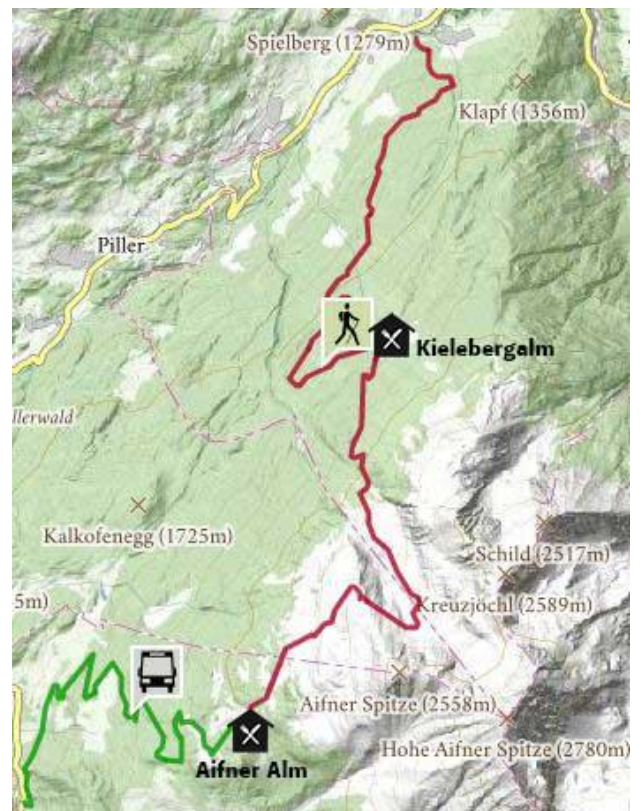 Spielberg (1279m)
Klapf (1356m)
Piller
Kielebergalm
llerwald
Kalkofenegg (1725m)
Schild (2517m)
5m)
Kreuzjöchl (2589m)
Aifner Spitze (2558m)
Hohe Aifner Spitze (2780m)
Aifner Alm